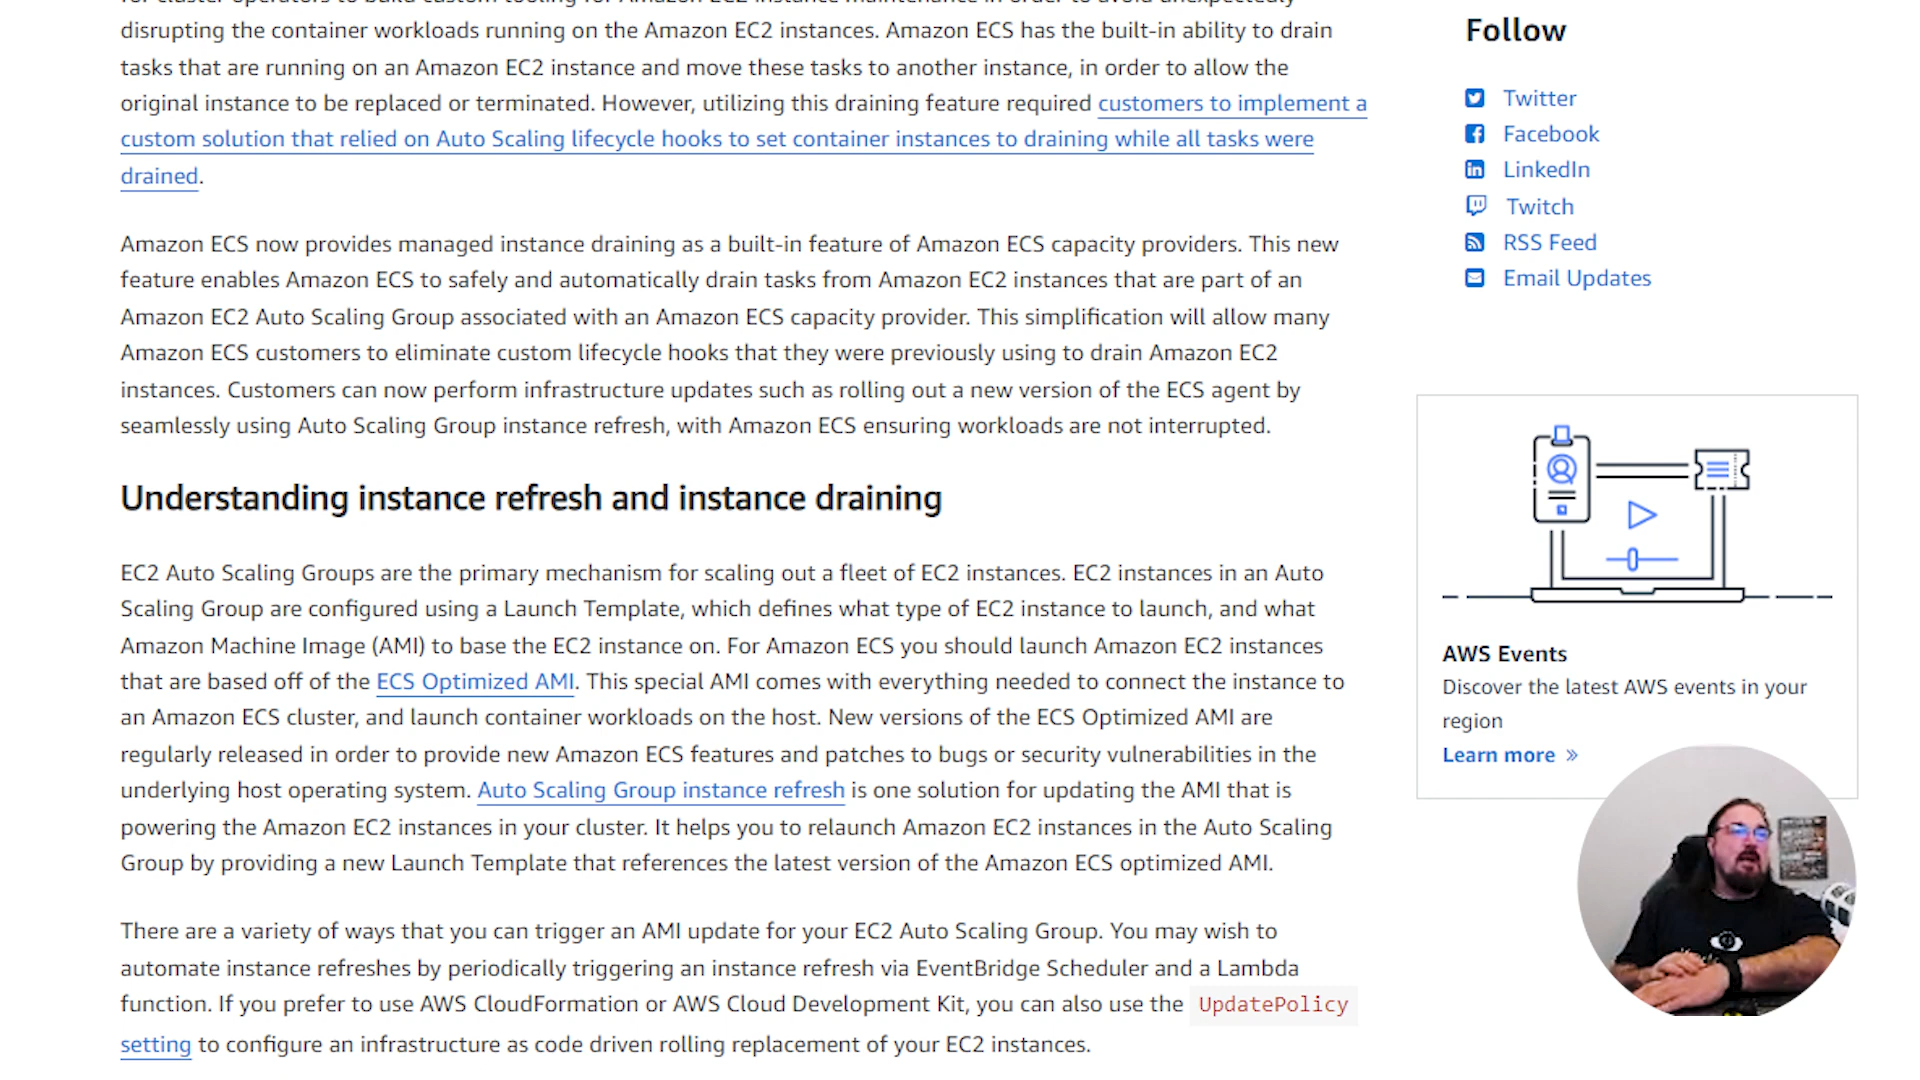 for cluster operators to build custom tooling for Amazon EC2 instance maintenance in order to avoid unexpectedly
disrupting the container workloads running on the Amazon EC2 instances. Amazon ECS has the built-in ability to drain
tasks that are running on an Amazon EC2 instance and move these tasks to another instance, in order to allow the
original instance to be replaced or terminated. However, utilizing this draining feature required customers to implement a
custom solution that relied on Auto Scaling lifecycle hooks to set container instances to draining while all tasks were
drained.
Amazon ECS now provides managed instance draining as a built-in feature of Amazon ECS capacity providers. This new
feature enables Amazon ECS to safely and automatically drain tasks from Amazon EC2 instances that are part of an
Amazon EC2 Auto Scaling Group associated with an Amazon ECS capacity provider. This simplification will allow many
Amazon ECS customers to eliminate custom lifecycle hooks that they were previously using to drain Amazon EC2
instances. Customers can now perform infrastructure updates such as rolling out a new version of the ECS agent by
seamlessly using Auto Scaling Group instance refresh, with Amazon ECS ensuring workloads are not interrupted.
Understanding instance refresh and instance draining
EC2 Auto Scaling Groups are the primary mechanism for scaling out a fleet of EC2 instances. EC2 instances in an Auto
Scaling Group are configured using a Launch Template, which defines what type of EC2 instance to launch, and what
Amazon Machine Image (AMI) to base the EC2 instance on. For Amazon ECS you should launch Amazon EC2 instances
that are based off of the ECS Optimized AMI. This special AMI comes with everything needed to connect the instance to
an Amazon ECS cluster, and launch container workloads on the host. New versions of the ECS Optimized AMI are
regularly released in order to provide new Amazon ECS features and patches to bugs or security vulnerabilities in the
underlying host operating system. Auto Scaling Group instance refresh is one solution for updating the AMI that is
powering the Amazon EC2 instances in your cluster. It helps you to relaunch Amazon EC2 instances in the Auto Scaling
Group by providing a new Launch Template that references the latest version of the Amazon ECS optimized AMI.
There are a variety of ways that you can trigger an AMI update for your EC2 Auto Scaling Group. You may wish to
automate instance refreshes by periodically triggering an instance refresh via EventBridge Scheduler and a Lambda
function. If you prefer to use AWS CloudFormation or AWS Cloud Development Kit, you can also use the UpdatePolicy
setting to configure an infrastructure as code driven rolling replacement of your EC2 instances.
Follow
Twitter
Facebook
LinkedIn
Twitch
RSS Feed
Email Updates
AWS Events
Discover the latest AWS events in your
region
Learn more »